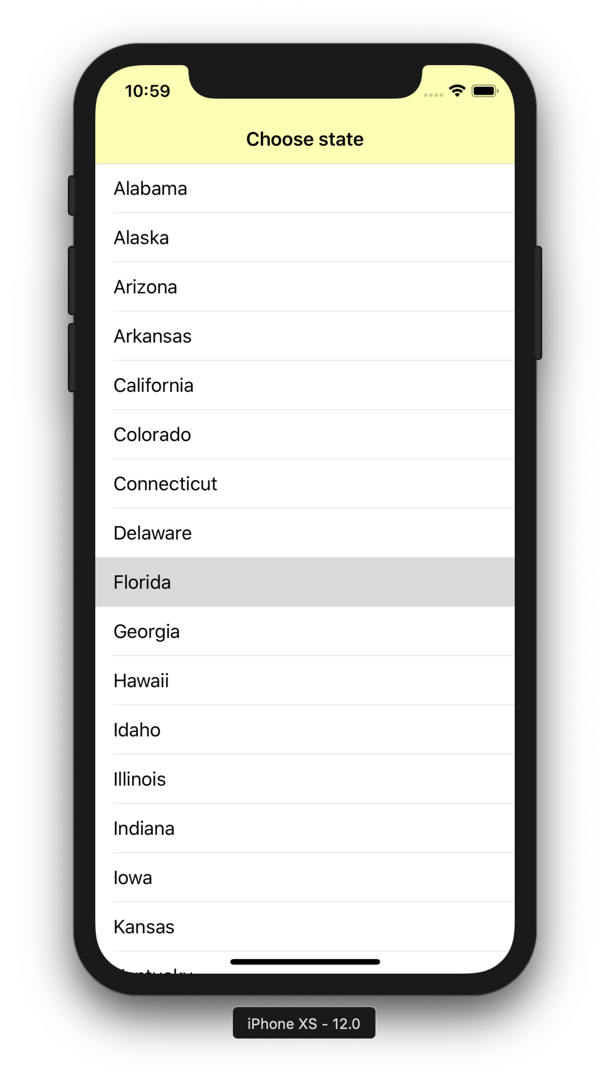 10:59
Choose state
Alabama
Alaska
Arizona
Arkansas
California
Colorado
Connecticut
Delaware
Florida
Georgia
Hawaii
Idaho
Illinois
Indiana
Iowa
Kansas
Kentucky
iPhone XS - 12.0